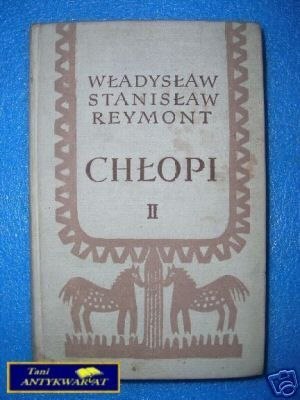 WŁADYSŁAW
STANISŁAW
REYMONT
CHŁOPI
II
Tani
ANTYKWARIAT